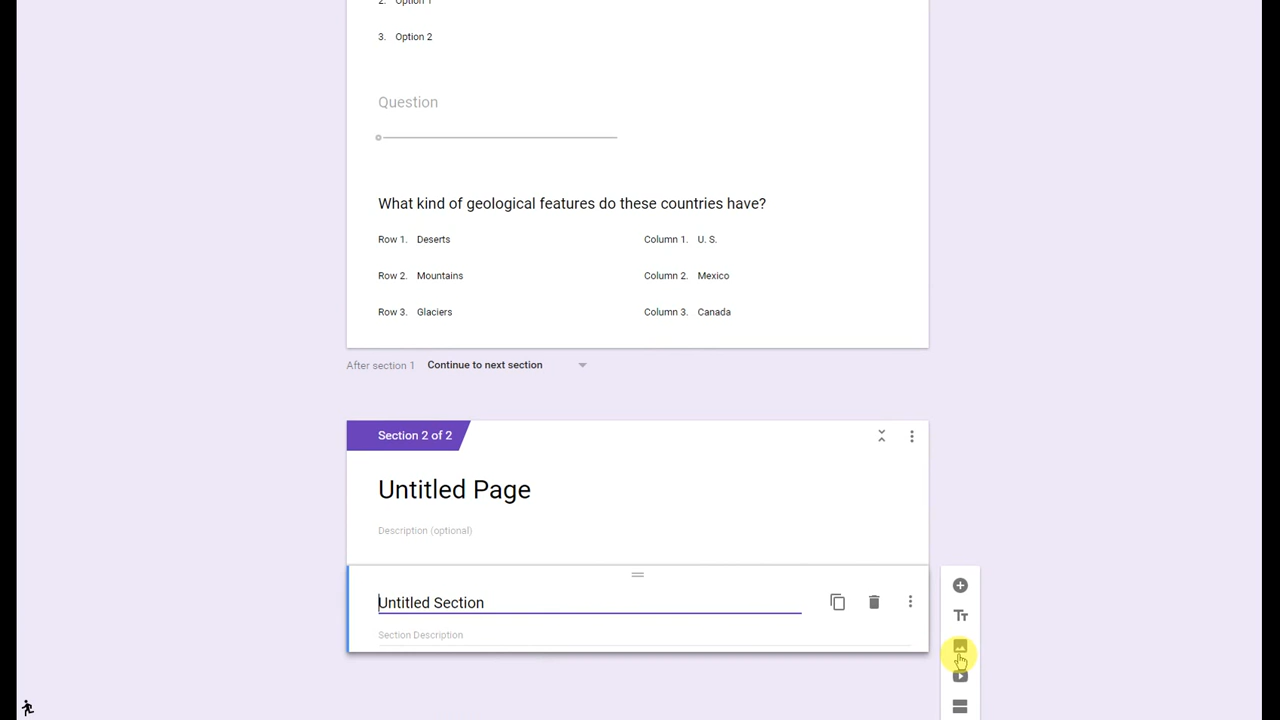 2. Option 1
3. Option 2
Question
What kind of geological features do these countries have?
Row 1. Deserts Column 1. U. S.
Row 2. Mountains Column 2. Mexico
Row 3. Glaciers Column 3. Canada
After section 1 Continue to next section
Section 2 of 2
Untitled Page
Description (optional)
Untitled Section
Section Description
Tт